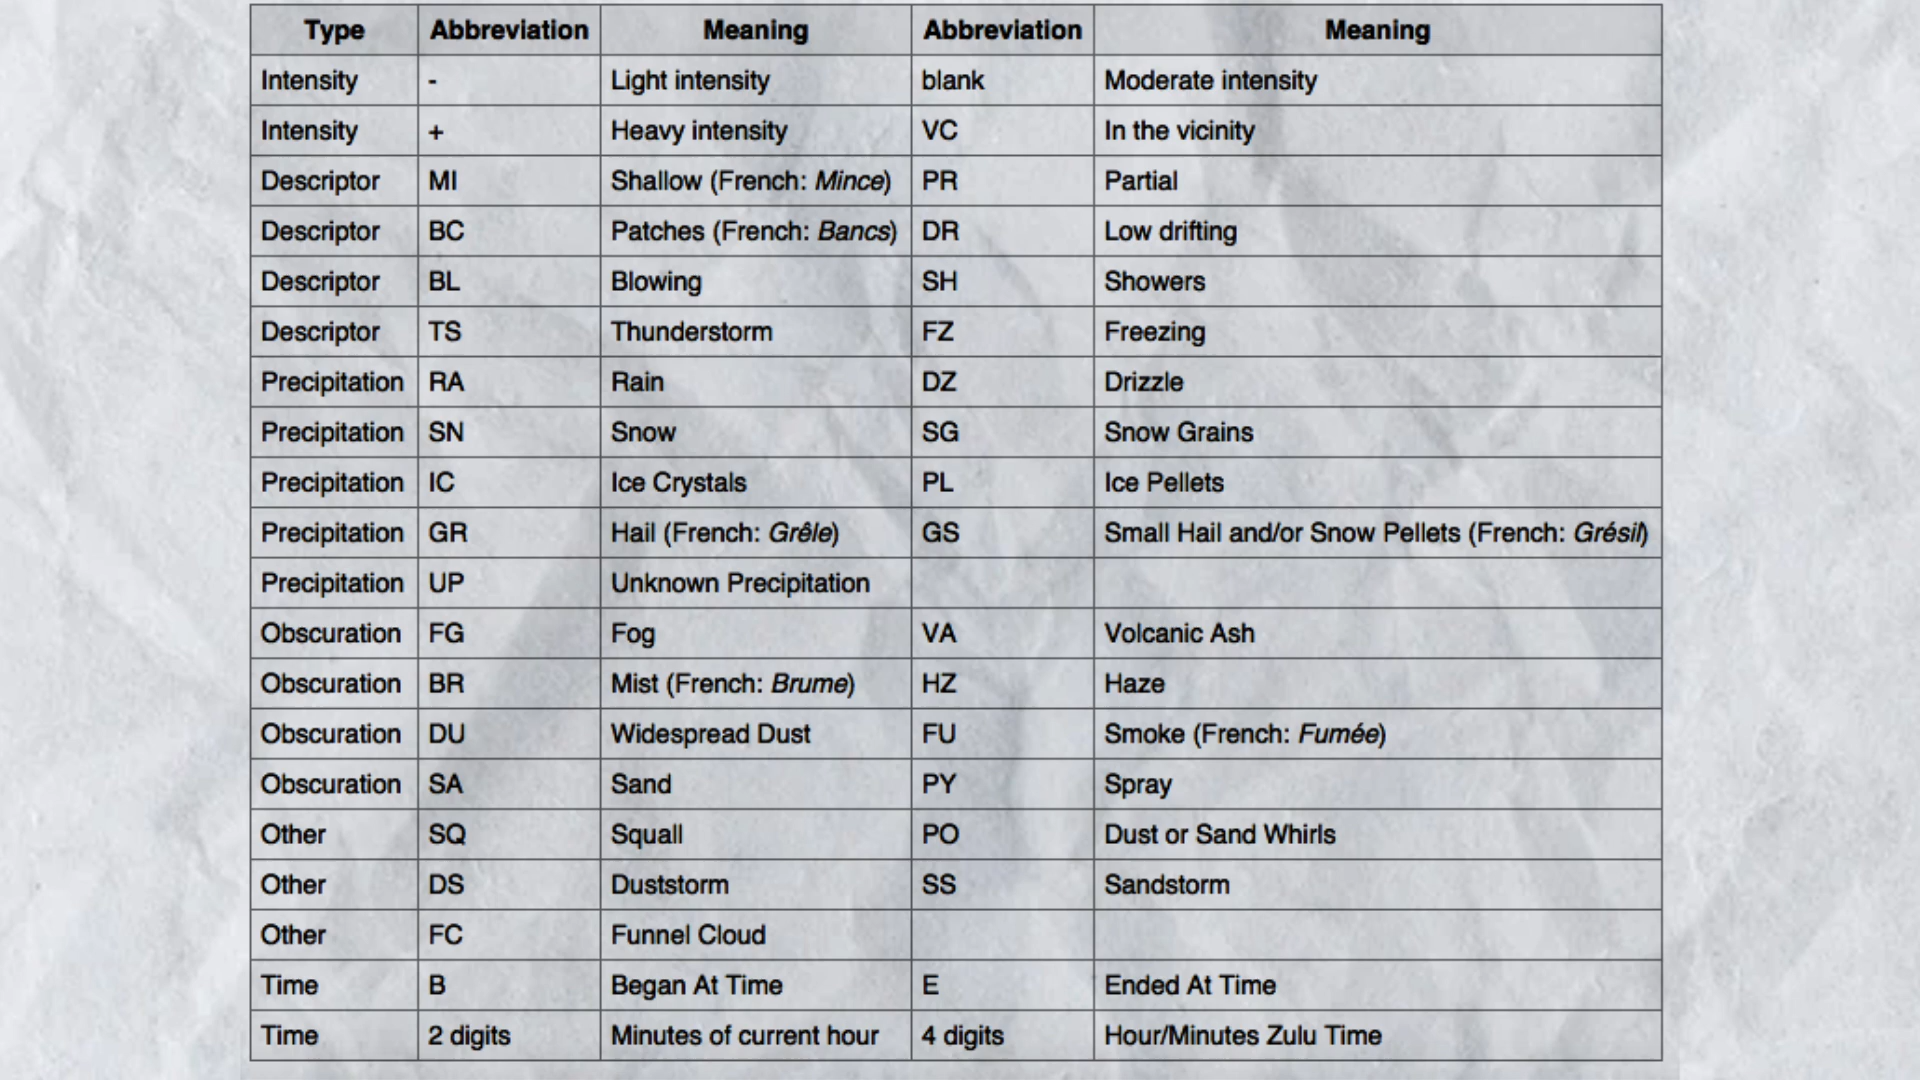 Type Abbreviation Meaning Abbreviation Meaning
Intensity - Light intensity blank Moderate intensity
Intensity + Heavy intensity VC In the vicinity
Descriptor MI Shallow (French: Mince) PR Partial
Descriptor BC Patches (French: Bancs) DR Low drifting
Descriptor BL Blowing SH Showers
Descriptor TS Thunderstorm FZ Freezing
Precipitation RA Rain DZ Drizzle
Precipitation SN Snow SG Snow Grains
Precipitation IC Ice Crystals PL Ice Pellets
Precipitation GR Hail (French: Grêle) GS Small Hail and/or Snow Pellets (French: Grésil)
Precipitation UP Unknown Precipitation
Obscuration FG Fog VA Volcanic Ash
Obscuration BR Mist (French: Brume) HZ Haze
Obscuration DU Widespread Dust FU Smoke (French: Fumée)
Obscuration SA Sand PY Spray
Other SQ Squall PO Dust or Sand Whirls
Other DS Duststorm SS Sandstorm
Other FC Funnel Cloud
Time B Began At Time E Ended At Time
Time 2 digits Minutes of current hour 4 digits Hour/Minutes Zulu Time